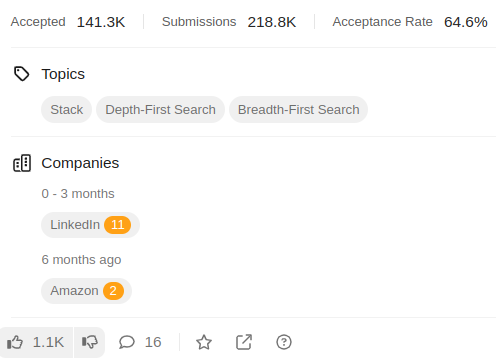 Accepted 141.3K Submissions 218.8K Acceptance Rate 64.6%
Topics
Stack Depth-First Search Breadth-First Search
Companies
0 - 3 months
LinkedIn 11
6 months ago
Amazon 2
1.1K 16